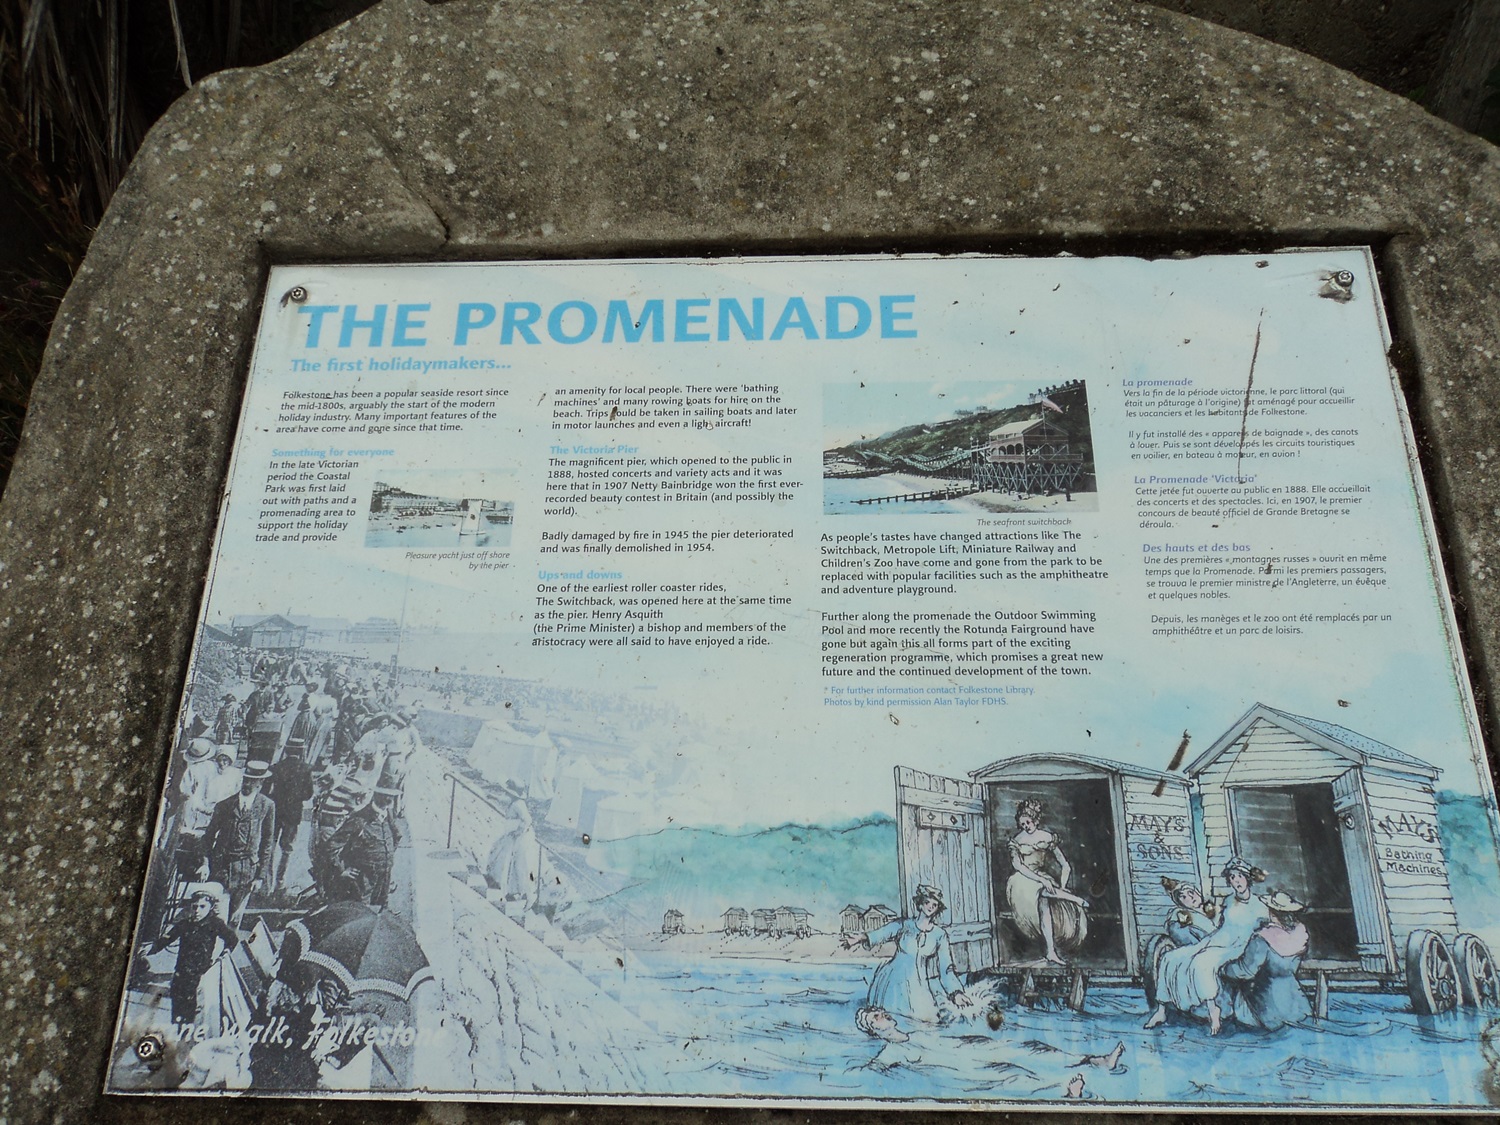 THE PROMENADE
The first holidaymakers...
Folkestone has been a popular seaside resort since
the mid-1800s, arguably the start of the modern
holiday industry. Many important features of the
area have come and gone since that time.
Something for everyone
In the late Victorian
period the Coastal
Park was first laid
out with paths and a
promenading area to
support the holiday
trade and provide
Pleasure yacht just off shore
by the pier
an amenity for local people. There were 'bathing
machines' and many rowing boats for hire on the
beach. Trips could be taken in sailing boats and later
in motor launches and even a light aircraft!
The Victoria Pier
The magnificent pier, which opened to the public in
1888, hosted concerts and variety acts and it was
here that in 1907 Netty Bainbridge won the first ever-
recorded beauty contest in Britain (and possibly the
world).
Badly damaged by fire in 1945 the pier deteriorated
and was finally demolished in 1954.
Ups and downs
One of the earliest roller coaster rides,
The Switchback, was opened here at the same time
as the pier. Henry Asquith
(the Prime Minister) a bishop and members of the
aristocracy were all said to have enjoyed a ride.
The seafront switchback
As people's tastes have changed attractions like The
Switchback, Metropole Lift, Miniature Railway and
Children's Zoo have come and gone from the park to be
replaced with popular facilities such as the amphitheatre
and adventure playground.
Further along the promenade the Outdoor Swimming
Pool and more recently the Rotunda Fairground have
gone but again this all forms part of the exciting
regeneration programme, which promises a great new
future and the continued development of the town.
* For further information contact Folkestone Library.
Photos by kind permission Alan Taylor FDHS.
La promenade
Vers la fin de la période victorienne, le parc littoral (qui
était un pâturage à l'origine) fut aménagé pour accueillir
les vacanciers et les habitants de Folkestone.
Il y fut installé des « appareils de baignade », des canots
à louer. Puis se sont développés les circuits touristiques
en voilier, en bateau à moteur, en avion !
La Promenade 'Victoria'
Cette jetée fut ouverte au public en 1888. Elle accueillait
des concerts et des spectacles. Ici, en 1907, le premier
concours de beauté officiel de Grande Bretagne se
déroula.
Des hauts et des bas
Une des premières « montagnes russes » ouvrit en même
temps que la Promenade. Parmi les premiers passagers,
se trouva le premier ministre de l'Angleterre, un évêque
et quelques nobles.
Depuis, les manèges et le zoo ont été remplacés par un
amphithéâtre et un parc de loisirs.
MAYS
&
SONS
MAYS
Bathing
Machines
Walk, Folkestone